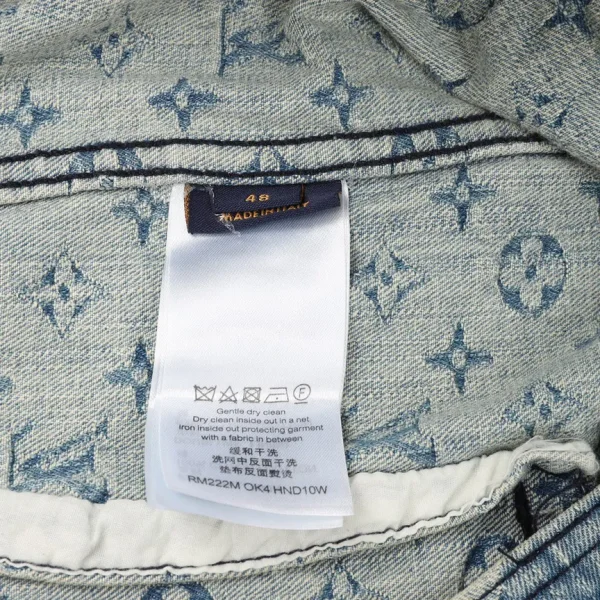 48
MADE IN ITALY
Gentle dry clean
Dry clean inside out in a net
Iron inside out protecting garment
with a fabric in between
缓和干洗
洗网中反面干洗
垫布反面熨烫
RM222M OK4 HND10W